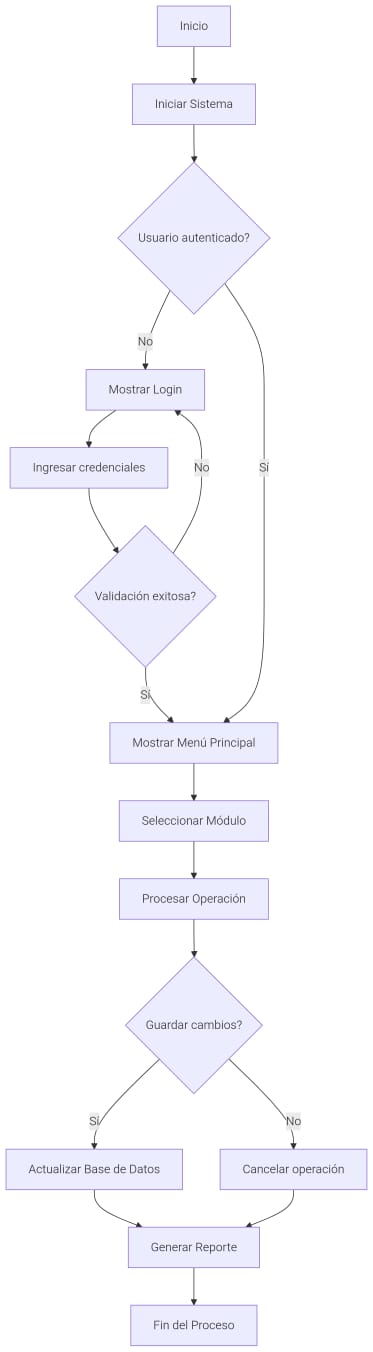 Inicio
Iniciar Sistema
Usuario autenticado?
No
Mostrar Login
Ingresar credenciales
No
Sí
Validación exitosa?
Sí
Mostrar Menú Principal
Seleccionar Módulo
Procesar Operación
Guardar cambios?
Sí
No
Actualizar Base de Datos
Cancelar operación
Generar Reporte
Fin del Proceso